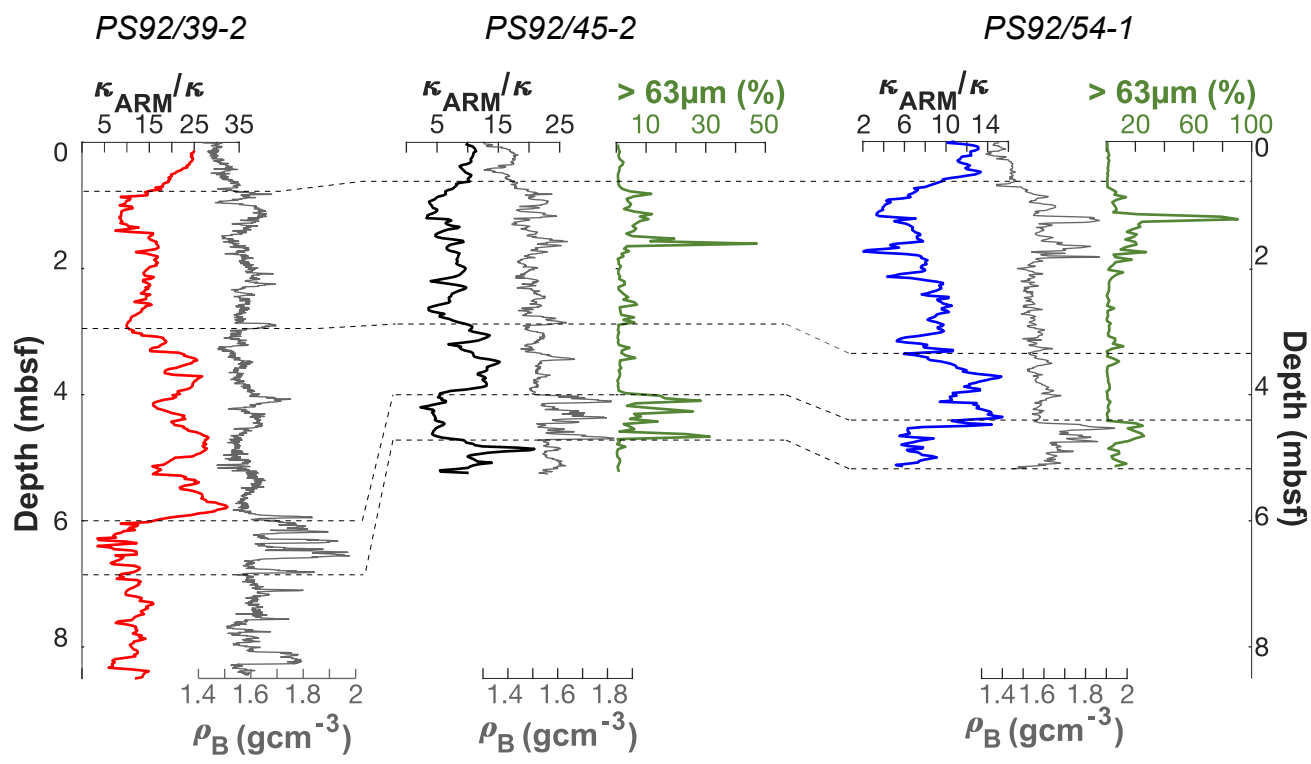 PS92/39-2 PS92/45-2 PS92/54-1
κARM/κ κARM/κ > 63μm (%) κARM/κ > 63μm (%)
5 15 25 35 5 15 25 10 30 50 2 6 10 14 20 60 100
0 0
2 2
4 4
6 6
8 8
Depth (mbsf) Depth (mbsf)
1.4 1.6 1.8 2 1.4 1.6 1.8 1.4 1.6 1.8 2
ρB (gcm-3) ρB (gcm-3) ρB (gcm-3)